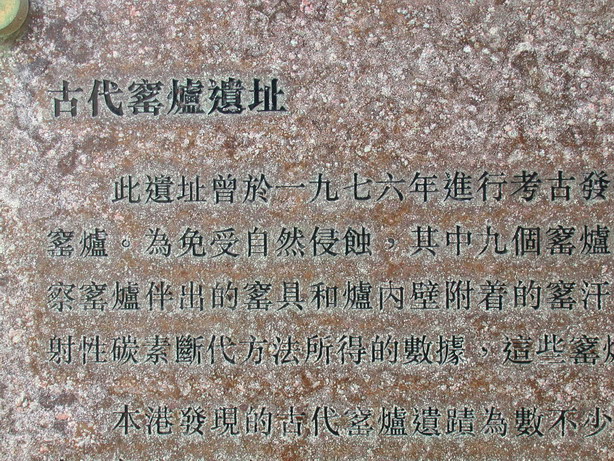 古代窰爐遺址
此遺址曾於一九七六年進行考古發
窰爐。為免受自然侵蝕，其中九個窰爐
察窰爐伴出的窰具和爐內壁附着的窰汗
射性碳素斷代方法所得的數據，這些窰爐
本港發現的古代窰爐遺蹟為數不少